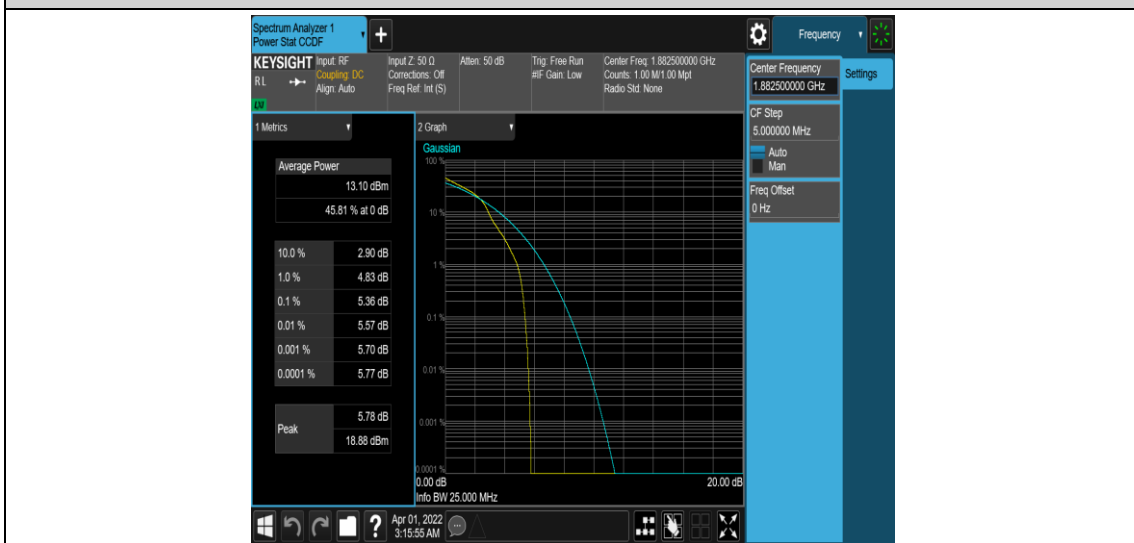 Spectrum Analyzer 1
Power Stat CCDF
+
Frequency
KEYSIGHT
RL
LXI
Input: RF
Coupling: DC
Align: Auto
Input Z: 50 Ω
Corrections: Off
Freq Ref: Int (S)
Atten: 50 dB
Trig: Free Run
#IF Gain: Low
Center Freq: 1.882500000 GHz
Counts: 1.00 M/1.00 Mpt
Radio Std: None
Center Frequency
1.882500000 GHz
Settings
CF Step
5.000000 MHz
Auto
Man
Freq Offset
0 Hz
1 Metrics
Average Power
13.10 dBm
45.81 % at 0 dB
10.0 % 2.90 dB
1.0 % 4.83 dB
0.1 % 5.36 dB
0.01 % 5.57 dB
0.001 % 5.70 dB
0.0001 % 5.77 dB
Peak 5.78 dB
18.88 dBm
2 Graph
Gaussian
100 %
10 %
1 %
0.1 %
0.01 %
0.001 %
0.0001 %
0.00 dB 20.00 dB
Info BW 25.000 MHz
?
Apr 01, 2022
3:15:55 AM